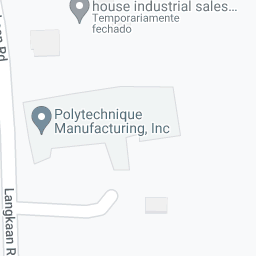 house industrial sales...
Temporariamente
fechado
Polytechnique
Manufacturing, Inc
Langkaan R